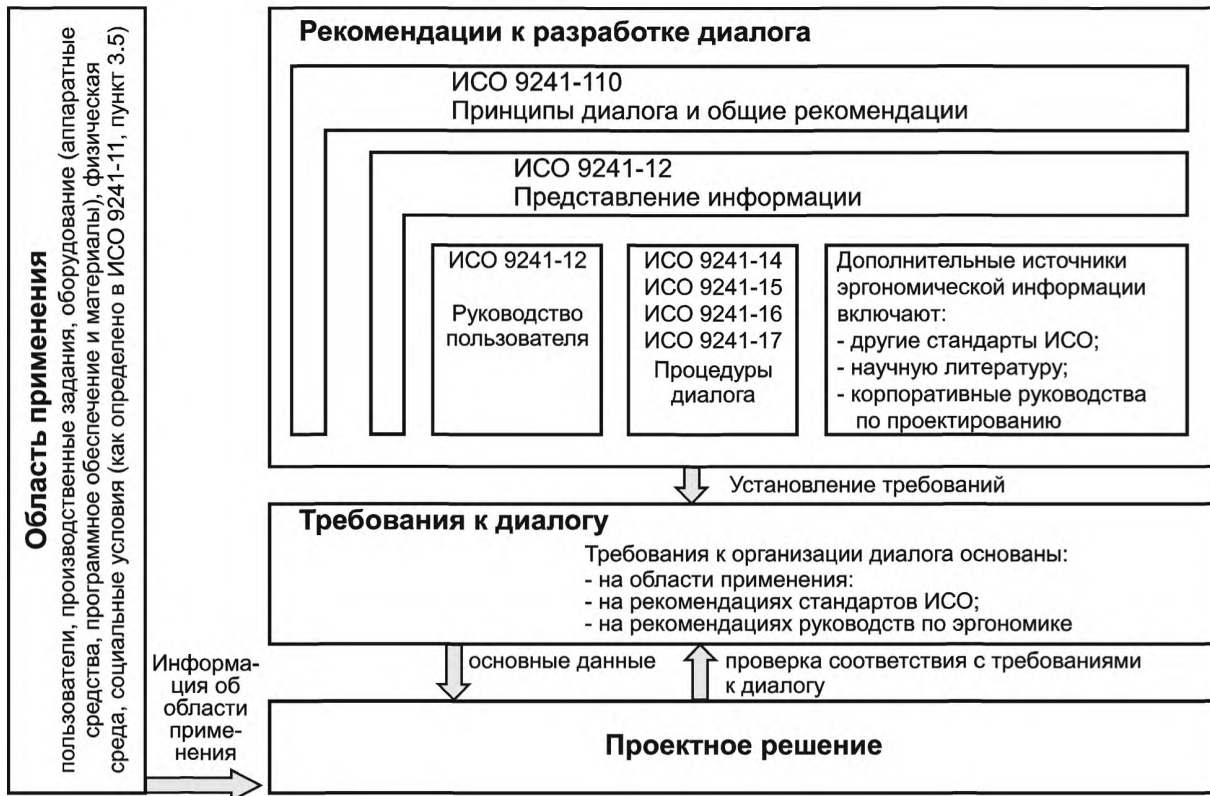 Область применения
пользователи, производственные задания, оборудование (аппаратные
средства, программное обеспечение и материалы), физическая
среда, социальные условия (как определено в ИСО 9241-11, пункт 3.5)
Рекомендации к разработке диалога
ИСО 9241-110
Принципы диалога и общие рекомендации
ИСО 9241-12
Представление информации
ИСО 9241-12
Руководство
пользователя
ИСО 9241-14
ИСО 9241-15
ИСО 9241-16
ИСО 9241-17
Процедуры
диалога
Дополнительные источники
эргономической информации
включают:
- другие стандарты ИСО;
- научную литературу;
- корпоративные руководства
по проектированию
Установление требований
Требования к диалогу
Требования к организации диалога основаны:
- на области применения:
- на рекомендациях стандартов ИСО;
- на рекомендациях руководств по эргономике
основные данные
проверка соответствия с требованиями
к диалогу
Информа-
ция об
области
приме-
нения
Проектное решение